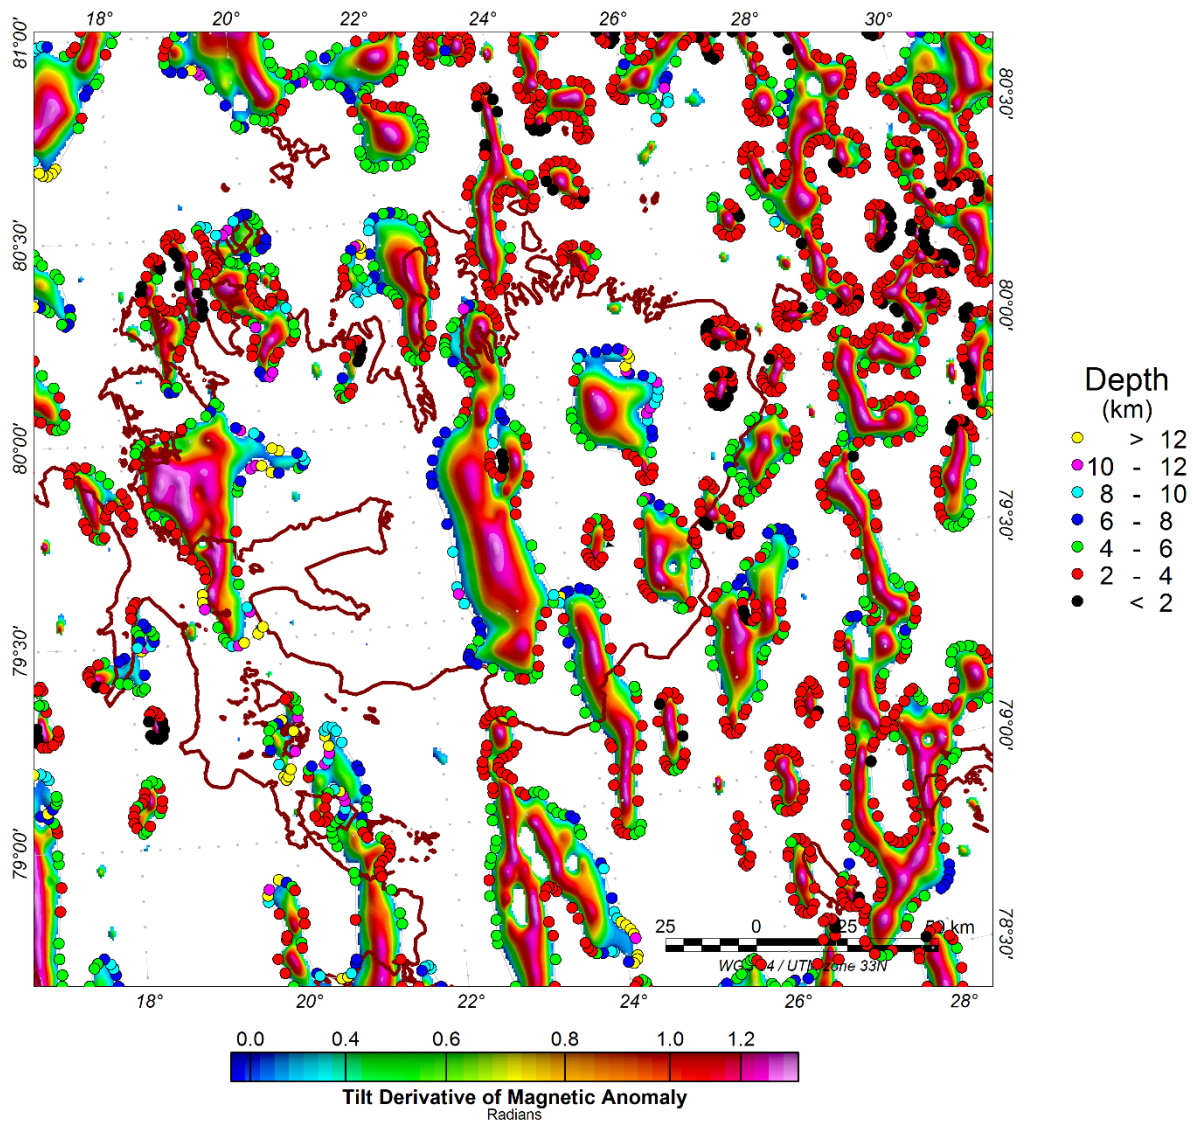 18° 20° 22° 24° 26° 28° 30°
81°00'
80°30'
80°30'
80°00'
80°00'
79°30'
79°30'
79°00'
79°00'
78°30'
25 0 25 50 km
WGS 84 / UTM zone 33N
18° 20° 22° 24° 26° 28°
Depth
(km)
> 12
10 - 12
8 - 10
6 - 8
4 - 6
2 - 4
< 2
0.0 0.4 0.6 0.8 1.0 1.2
Tilt Derivative of Magnetic Anomaly
Radians